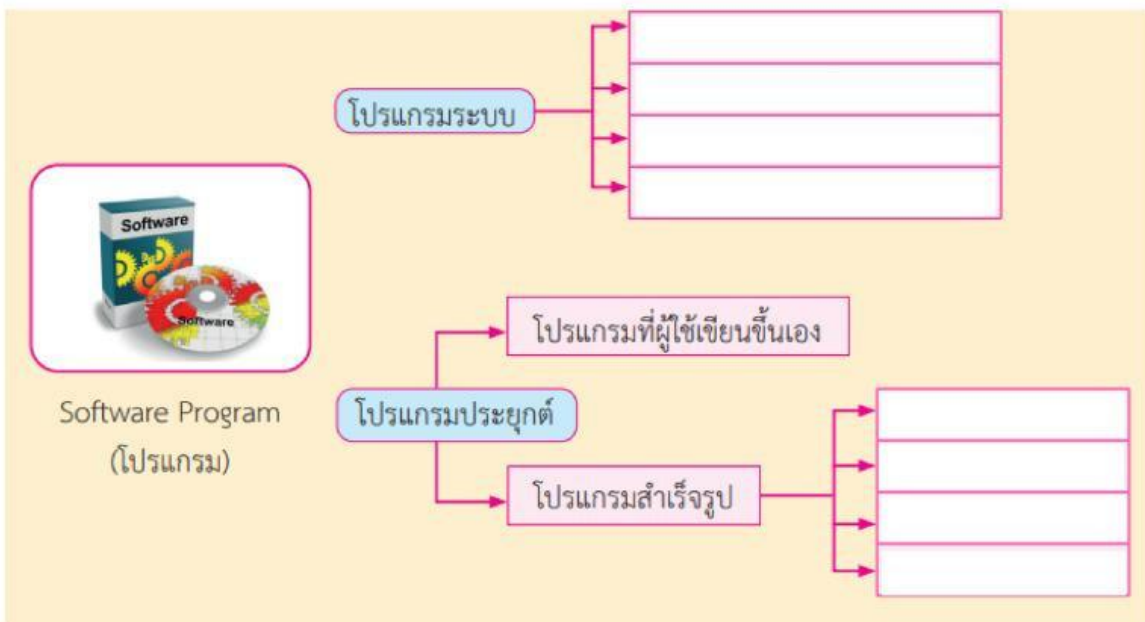 โปรแกรมระบบ
Software
Software
Software Program
(โปรแกรม)
โปรแกรมประยุกต์
โปรแกรมที่ผู้ใช้เขียนขึ้นเอง
โปรแกรมสำเร็จรูป